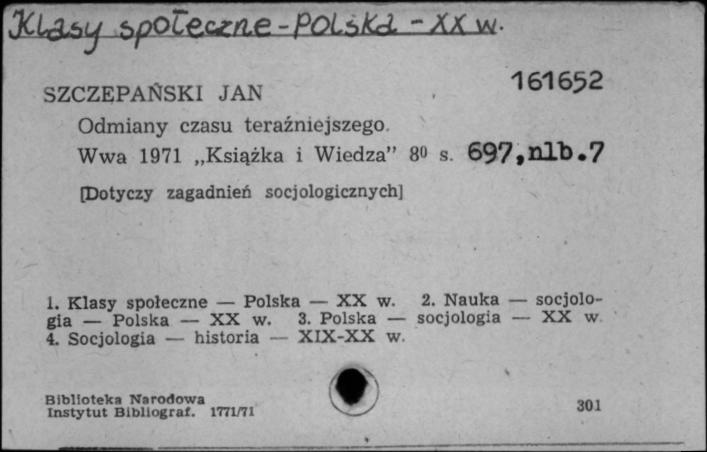 Klasy społeczne - Polska - XX w.
161652
SZCZEPAŃSKI JAN
Odmiany czasu teraźniejszego.
Wwa 1971 „Książka i Wiedza” 8⁰ s. 697, nlb. 7
[Dotyczy zagadnień socjologicznych]
1. Klasy społeczne — Polska — XX w. 2. Nauka — socjolo-
gia — Polska — XX w. 3. Polska — socjologia — XX w.
4. Socjologia — historia — XIX-XX w.
Biblioteka Narodowa
Instytut Bibliograf. 1771/71
301